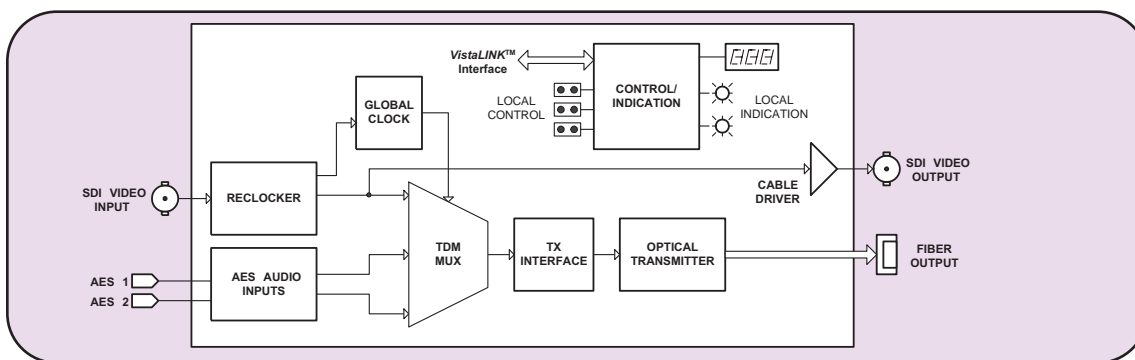 VistaLINK™
Interface
GLOBAL
CLOCK
LOCAL
CONTROL
CONTROL/
INDICATION
LOCAL
INDICATION
SDI VIDEO
INPUT
RECLOCKER
CABLE
DRIVER
SDI VIDEO
OUTPUT
AES 1
AES 2
AES AUDIO
INPUTS
TDM
MUX
TX
INTERFACE
OPTICAL
TRANSMITTER
FIBER
OUTPUT